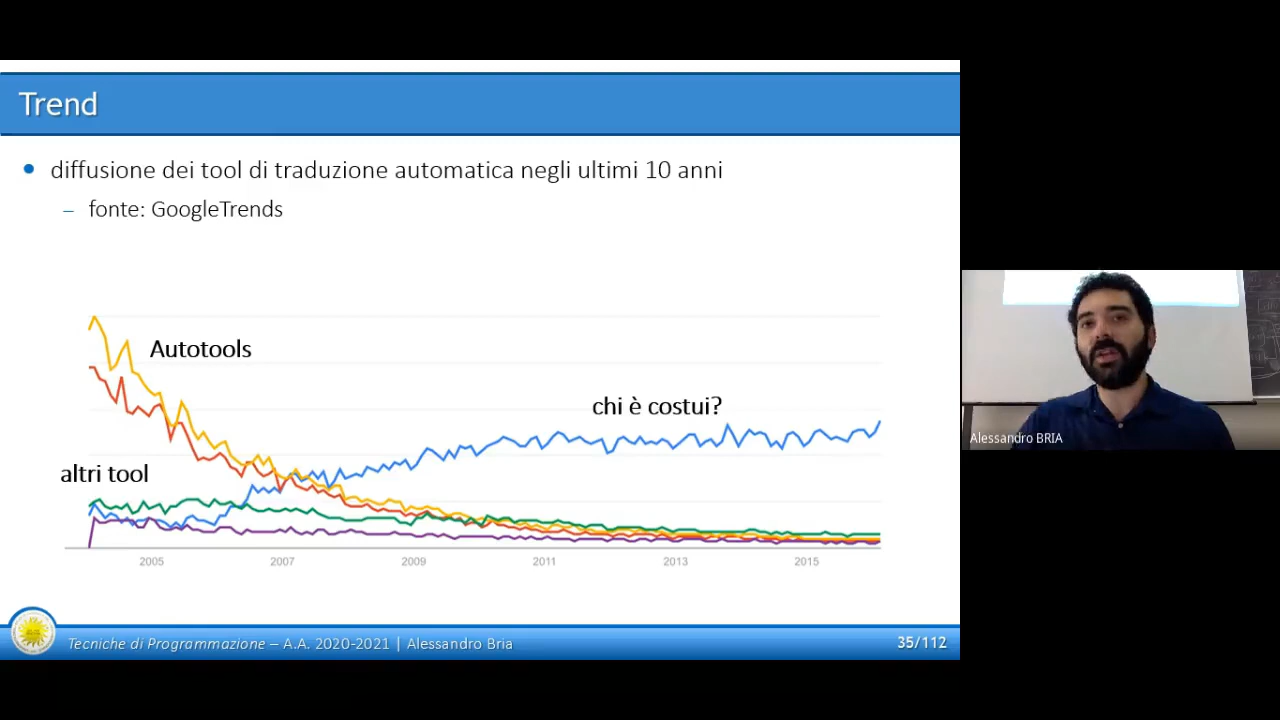 Trend
diffusione dei tool di traduzione automatica negli ultimi 10 anni
– fonte: GoogleTrends
Autotools
chi è costui?
altri tool
2005 2007 2009 2011 2013 2015
Tecniche di Programmazione – A.A. 2020-2021 | Alessandro Bria
35/112
Alessandro BRIA